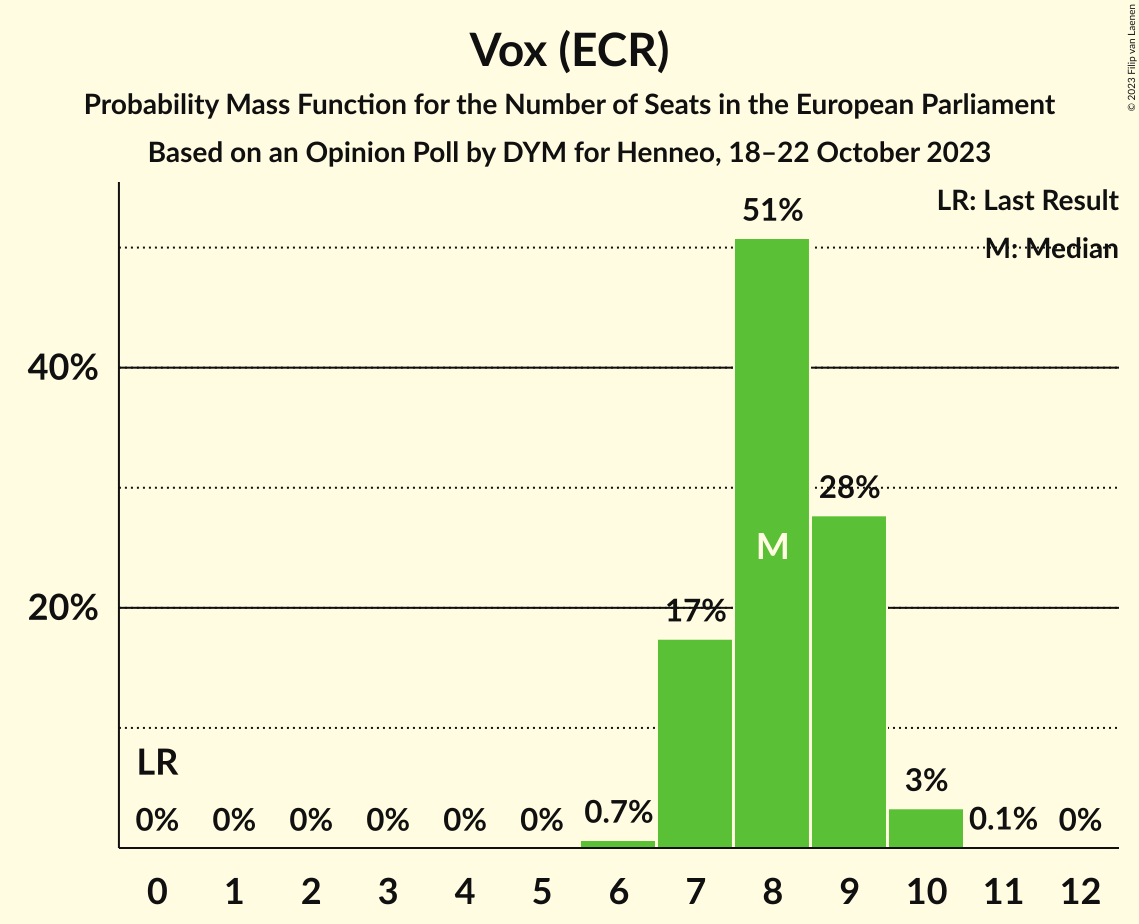 Vox (ECR)
Probability Mass Function for the Number of Seats in the European Parliament
Based on an Opinion Poll by DYM for Henneo, 18–22 October 2023
© 2023 Filip van Laenen
LR: Last Result
M: Median
51%
40%
28%
M
20%
17%
LR
3%
0% 0% 0% 0% 0% 0% 0.7% 0.1% 0%
0 1 2 3 4 5 6 7 8 9 10 11 12